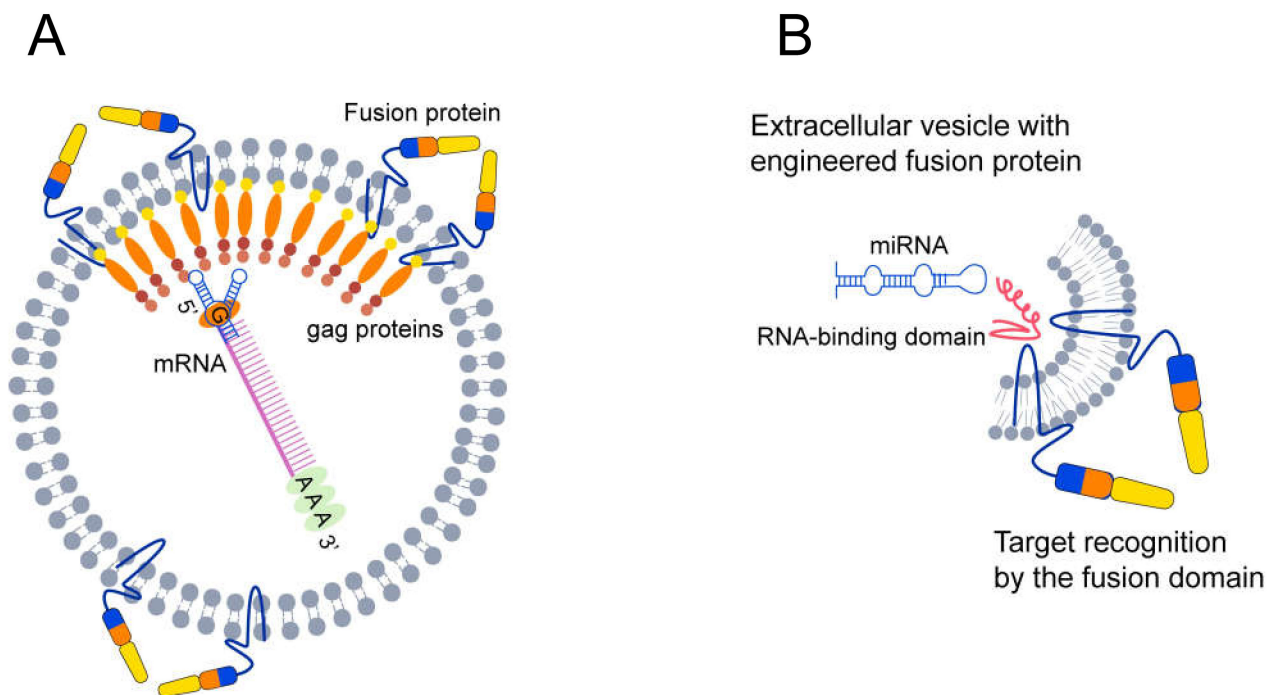 A
B
Fusion protein
5'
G
mRNA
gag proteins
A
A
A
3'
Extracellular vesicle with
engineered fusion protein
miRNA
RNA-binding domain
Target recognition
by the fusion domain